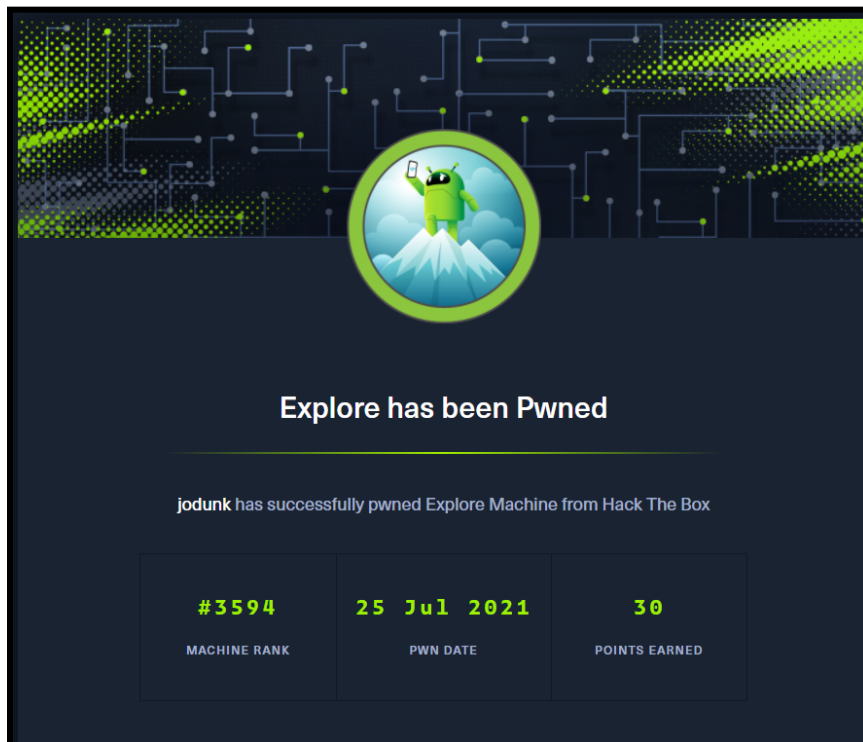 Explore has been Pwned
jodunk has successfully pwned Explore Machine from Hack The Box
#3594 25 Jul 2021 30
MACHINE RANK PWN DATE POINTS EARNED